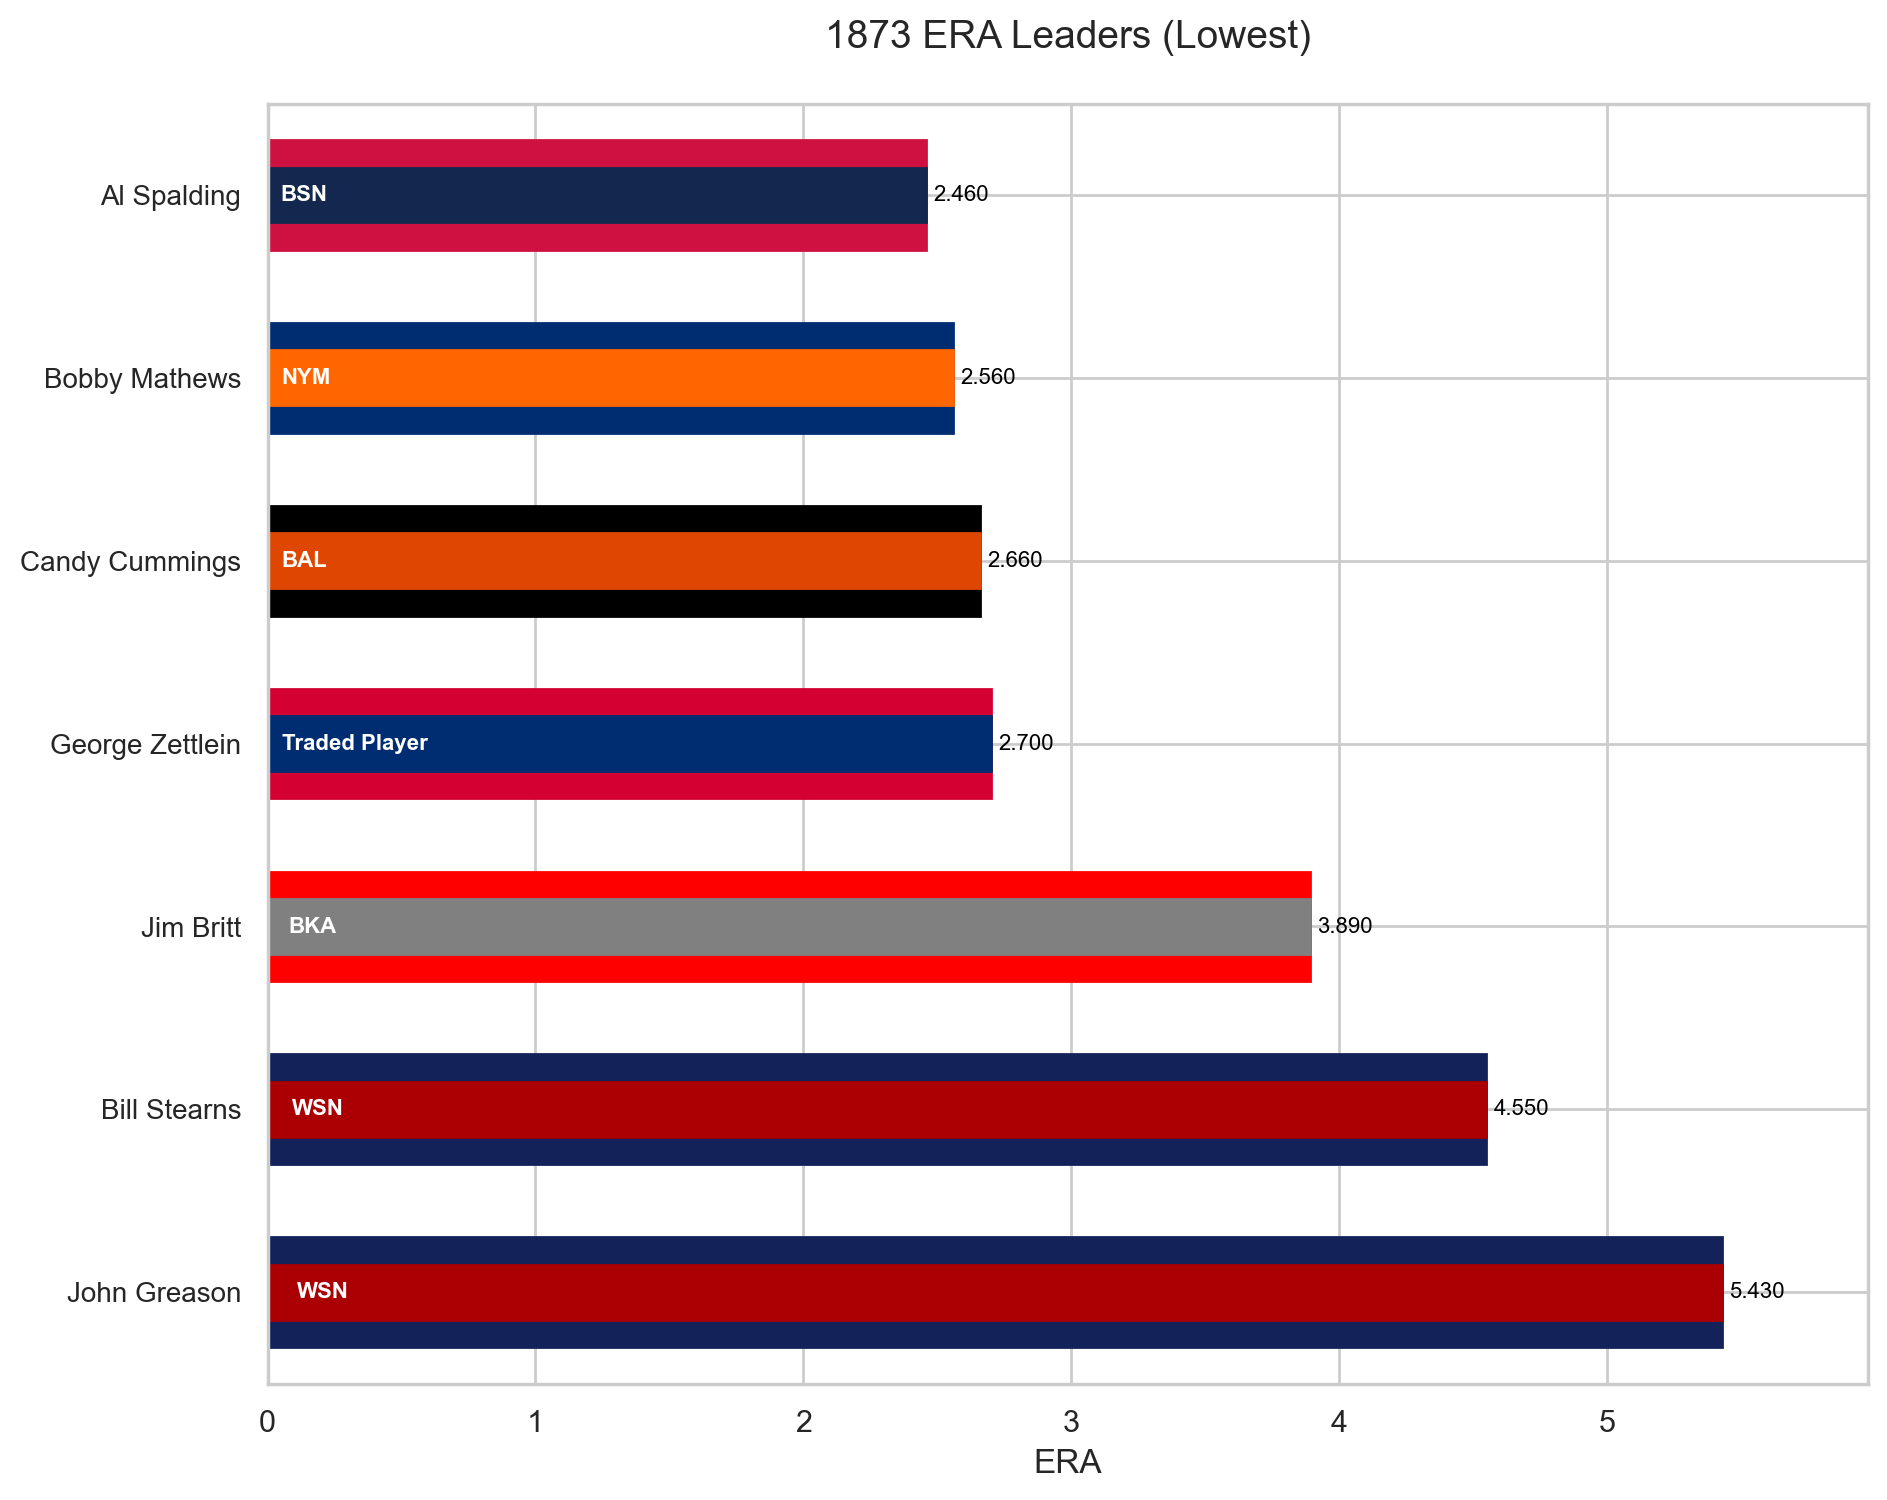 1873 ERA Leaders (Lowest)
Al Spalding
BSN
2.460
Bobby Mathews
NYM
2.560
Candy Cummings
BAL
2.660
George Zettlein
Traded Player
2.700
Jim Britt
BKA
3.890
Bill Stearns
WSN
4.550
John Greason
WSN
5.430
0 1 2 3 4 5
ERA